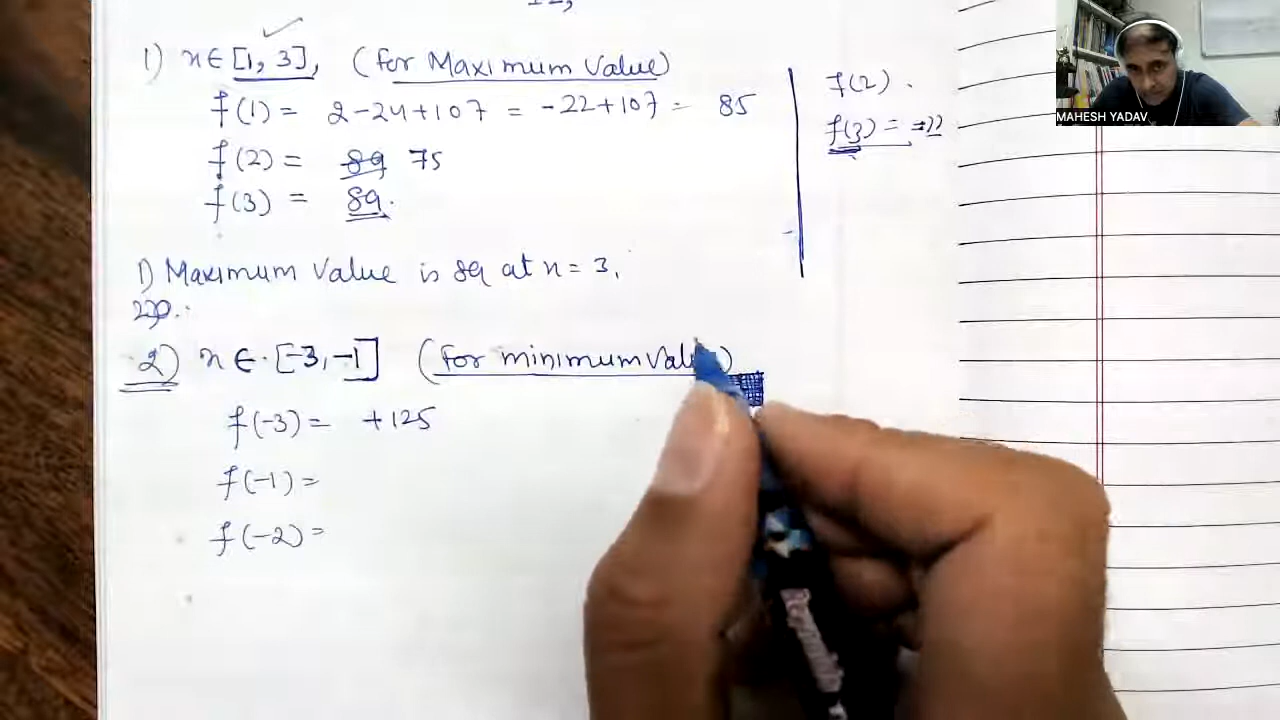 1) x ∈ [1, 3], (for Maximum Value)
f(1) = 2-24+107 = -22+107 = 85
f(2) = 89 75
f(3) = 89.
f(2).
f(3) =
1) Maximum Value is 89 at x = 3,
2) x ∈ [-3, -1] (for minimum Value)
f(-3) = +125
f(-1) =
f(-2) =
MAHESH YADAV